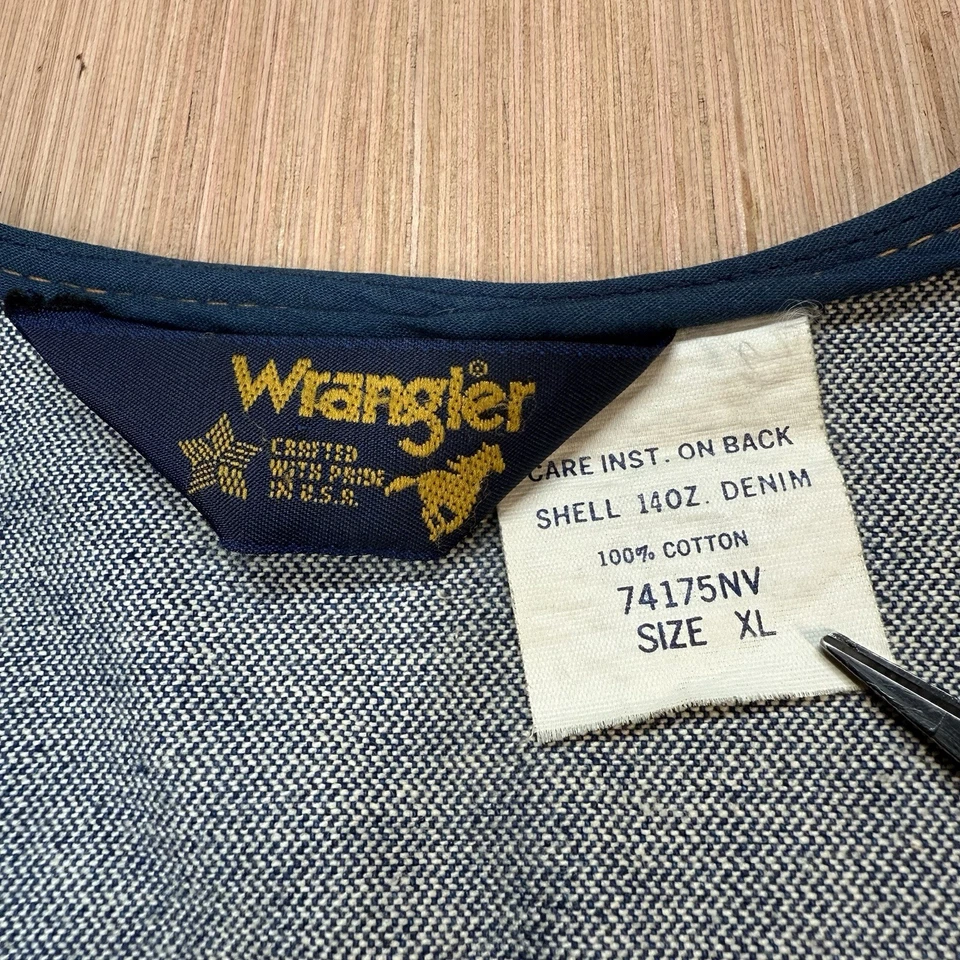 Wrangler®
CRAFTED
WITH PRIDE
IN U.S.A.
CARE INST. ON BACK
SHELL 14OZ. DENIM
100% COTTON
74175NV
SIZE XL